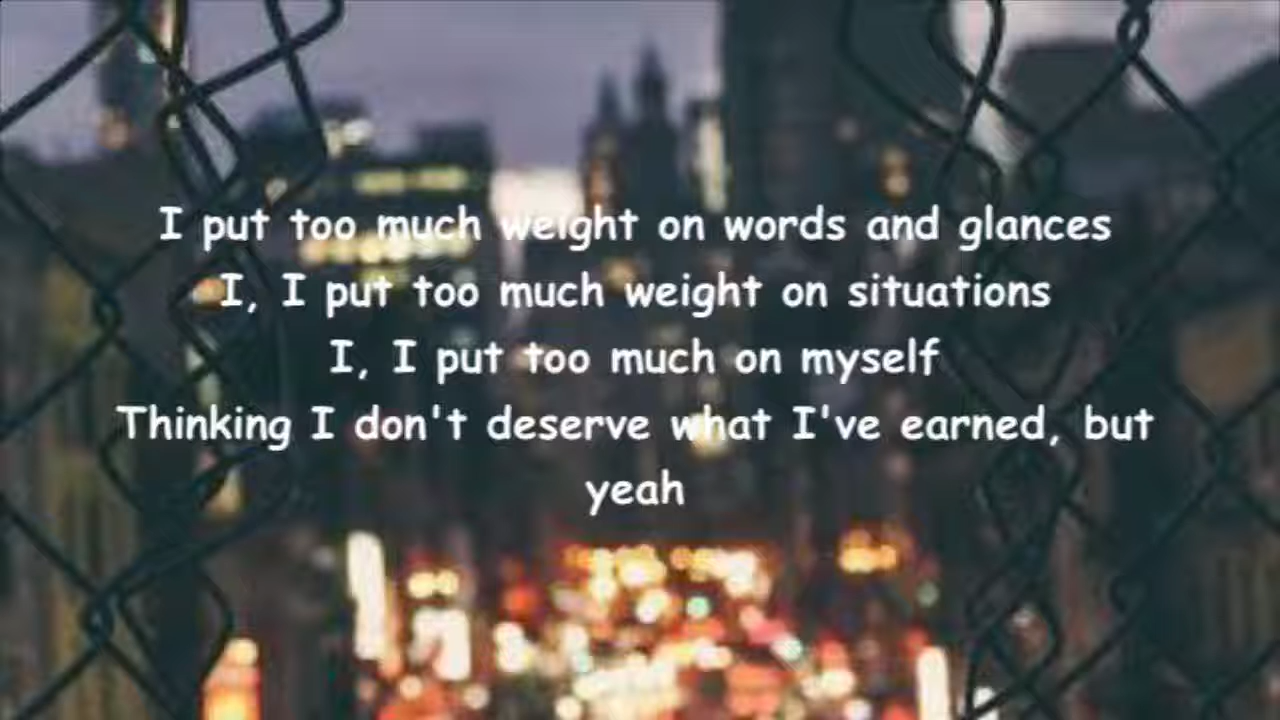 I put too much weight on words and glances
I, I put too much weight on situations
I, I put too much on myself
Thinking I don't deserve what I've earned, but
yeah